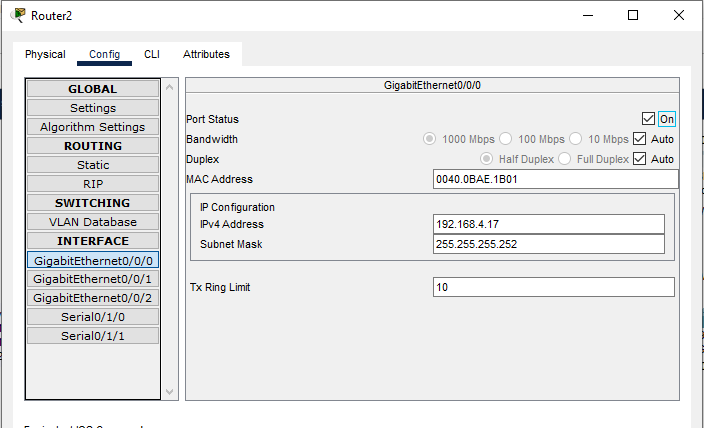 Router2
Physical Config CLI Attributes
GLOBAL
Settings
Algorithm Settings
ROUTING
Static
RIP
SWITCHING
VLAN Database
INTERFACE
GigabitEthernet0/0/0
GigabitEthernet0/0/1
GigabitEthernet0/0/2
Serial0/1/0
Serial0/1/1
GigabitEthernet0/0/0
Port Status On
Bandwidth 1000 Mbps 100 Mbps 10 Mbps Auto
Duplex Half Duplex Full Duplex Auto
MAC Address 0040.0BAE.1B01
IP Configuration
IPv4 Address 192.168.4.17
Subnet Mask 255.255.255.252
Tx Ring Limit 10